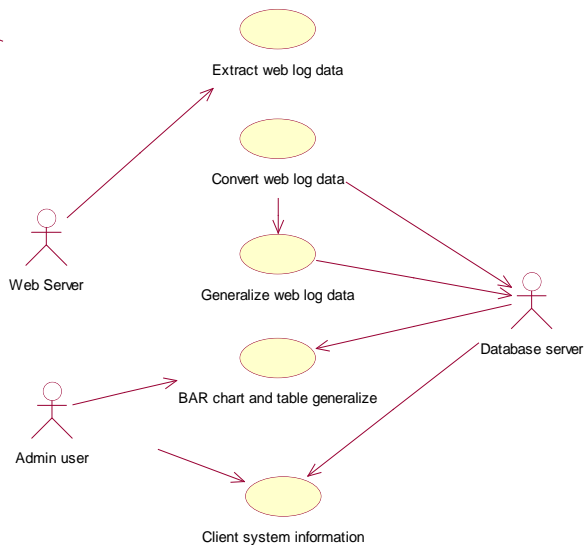 Extract web log data
Convert web log data
Web Server
Generalize web log data
Database server
BAR chart and table generalize
Admin user
Client system information